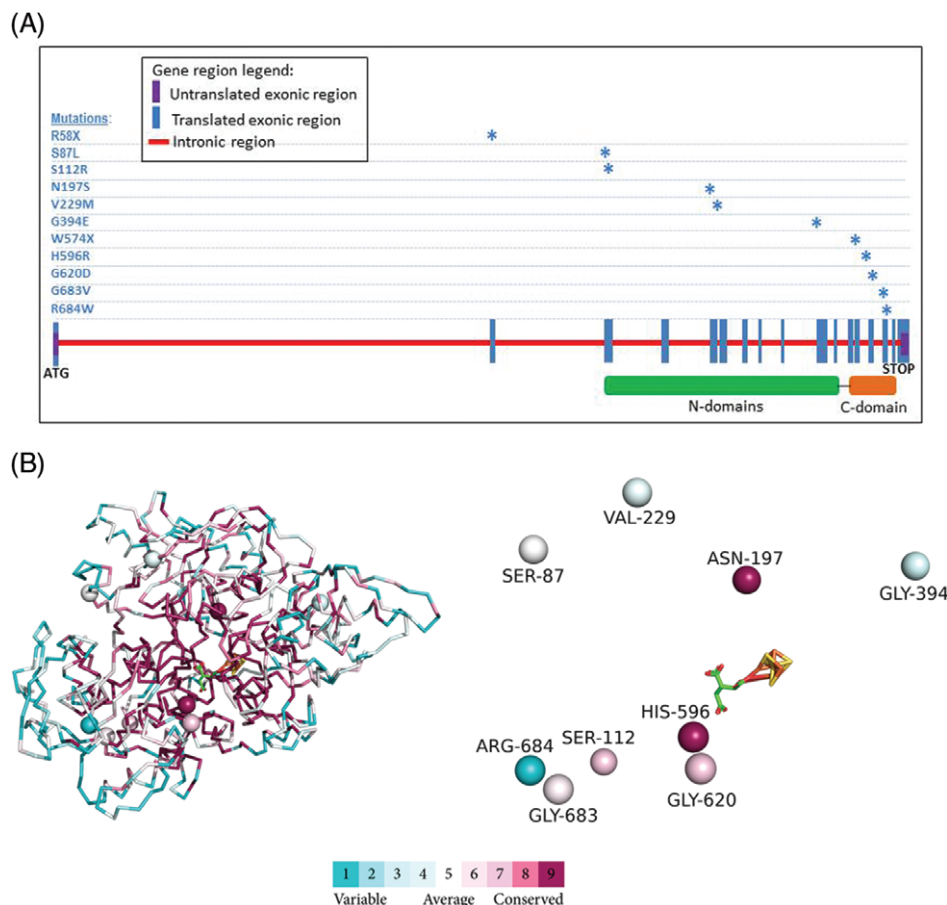 (A)
Gene region legend:
Untranslated exonic region
Translated exonic region
Intronic region
Mutations:
R58X
S87L
S112R
N197S
V229M
G394E
W574X
H596R
G620D
G683V
R684W
ATG
STOP
N-domains
C-domain
(B)
VAL-229
SER-87
ASN-197
GLY-394
HIS-596
ARG-684
SER-112
GLY-683
GLY-620
1 2 3 4 5 6 7 8 9
Variable Average Conserved